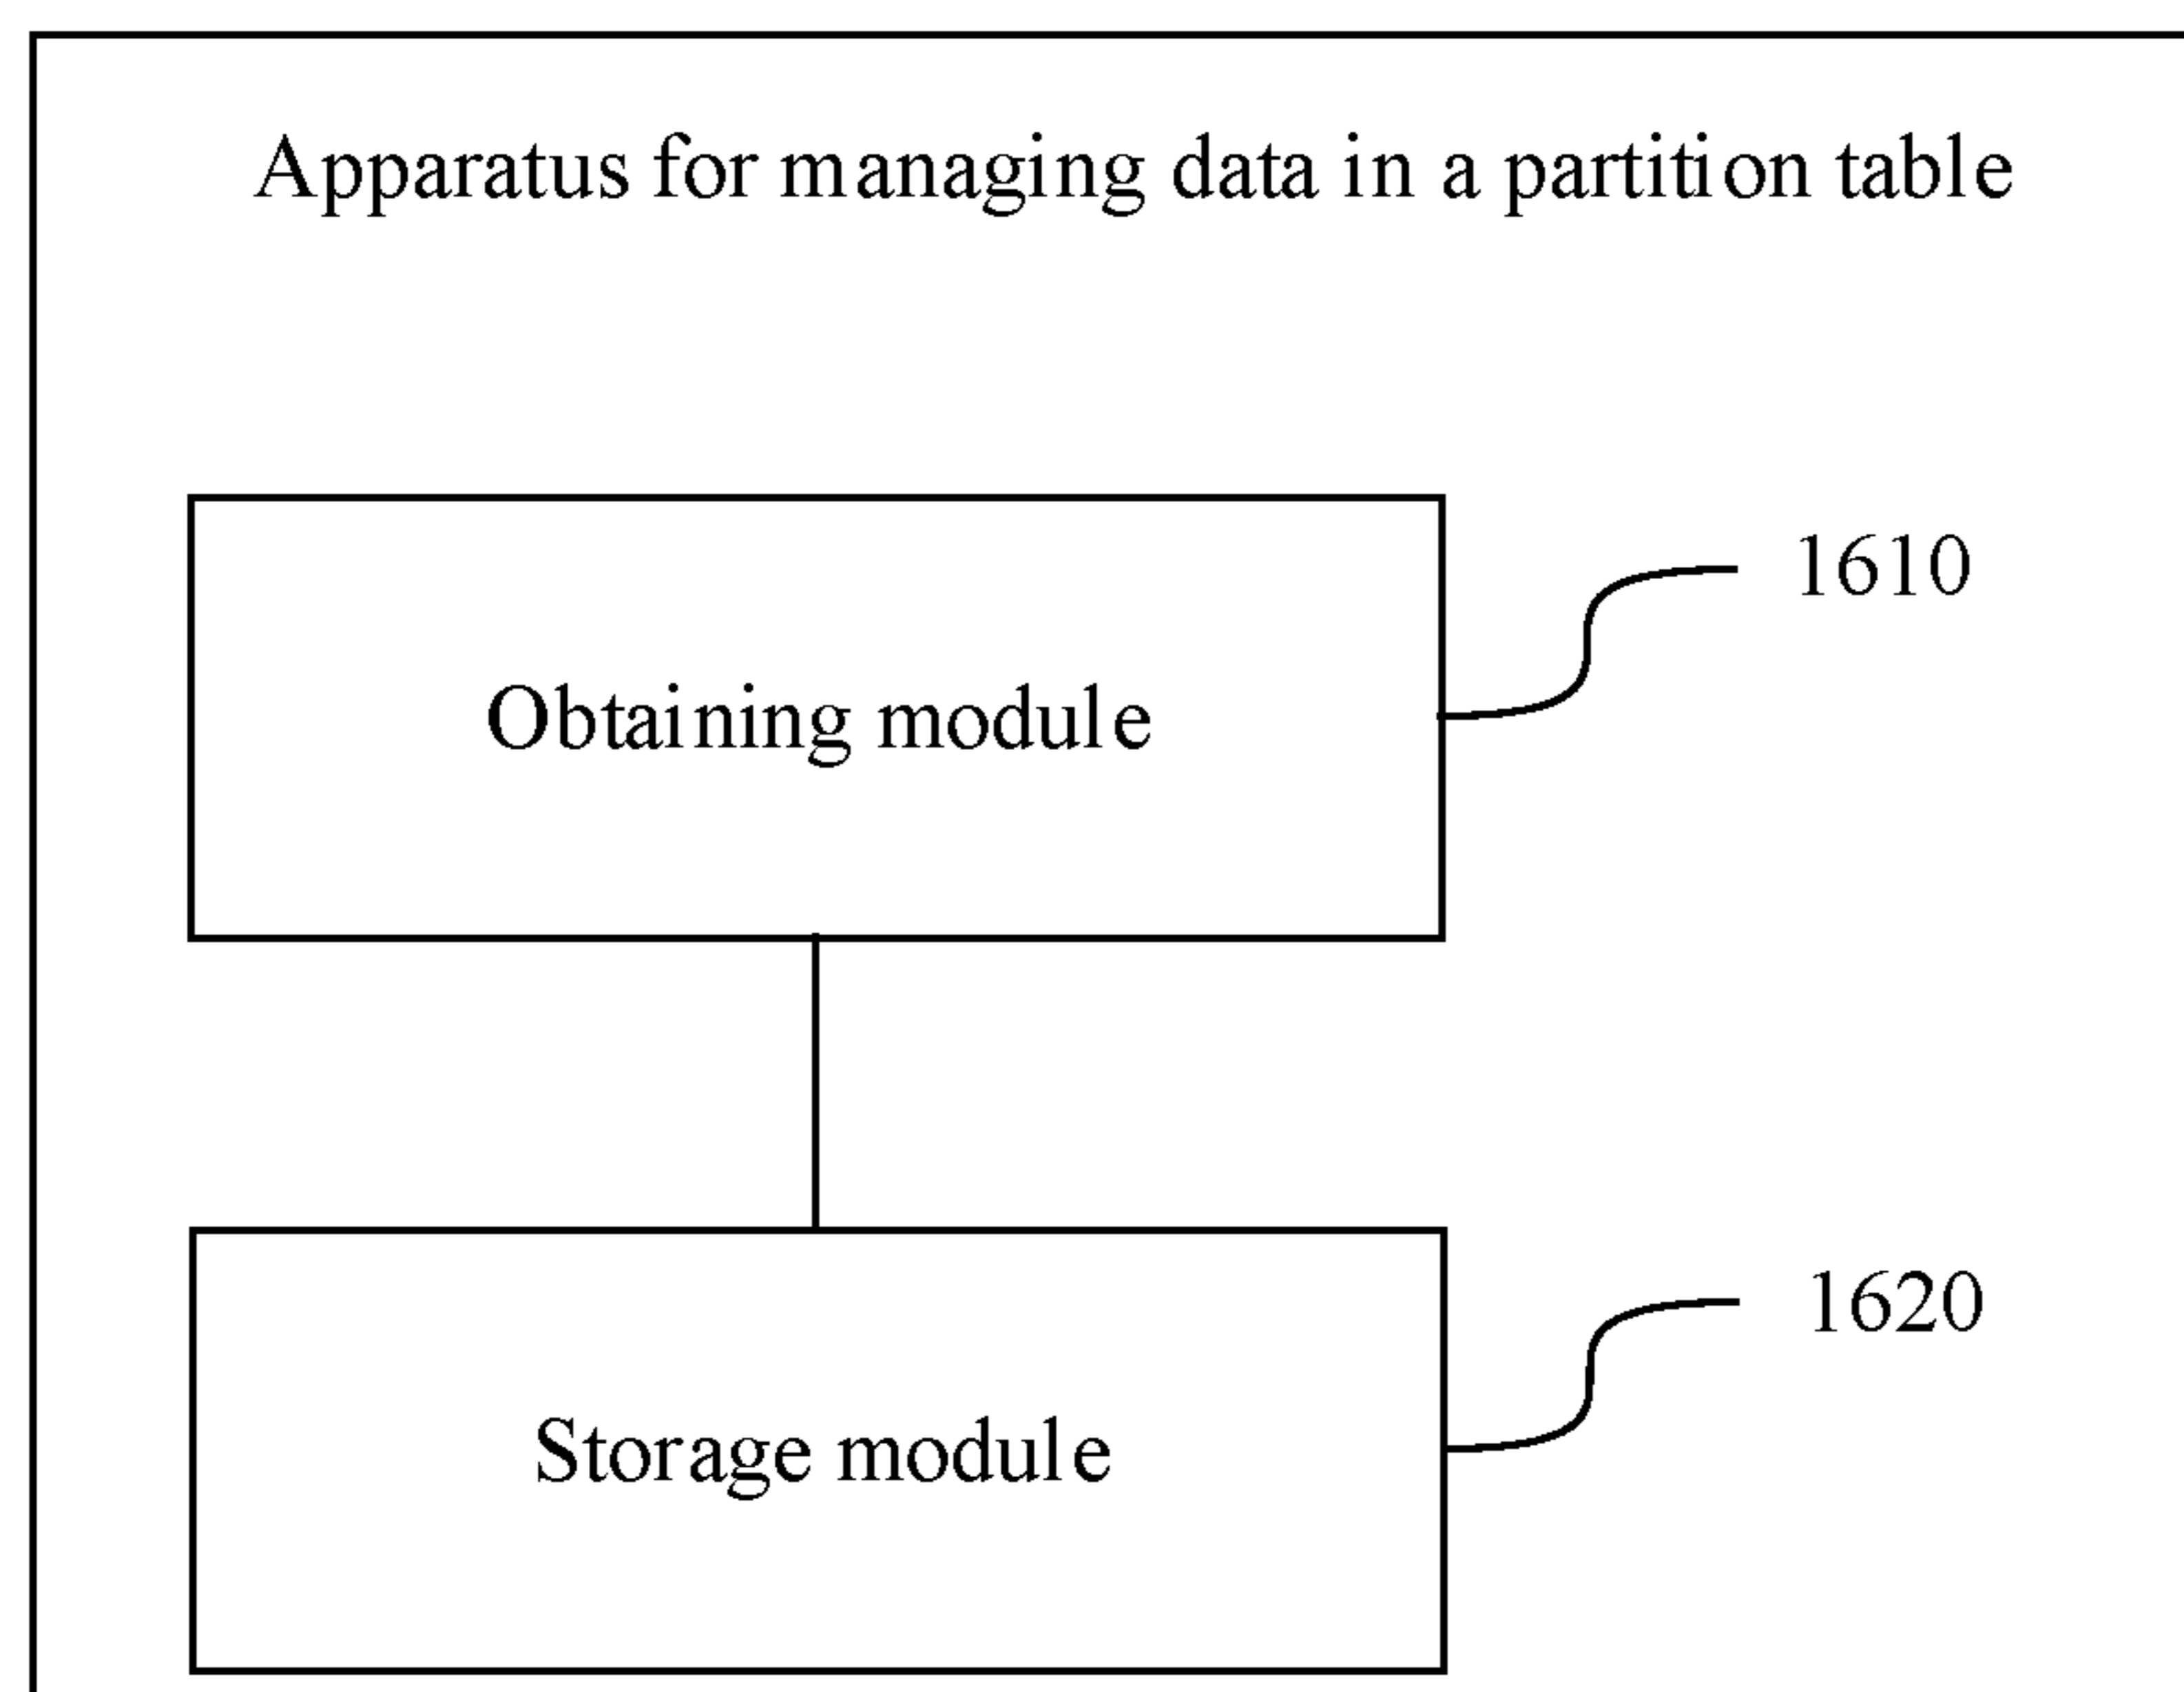 Apparatus for managing data in a partition table
1610
Obtaining module
1620
Storage module